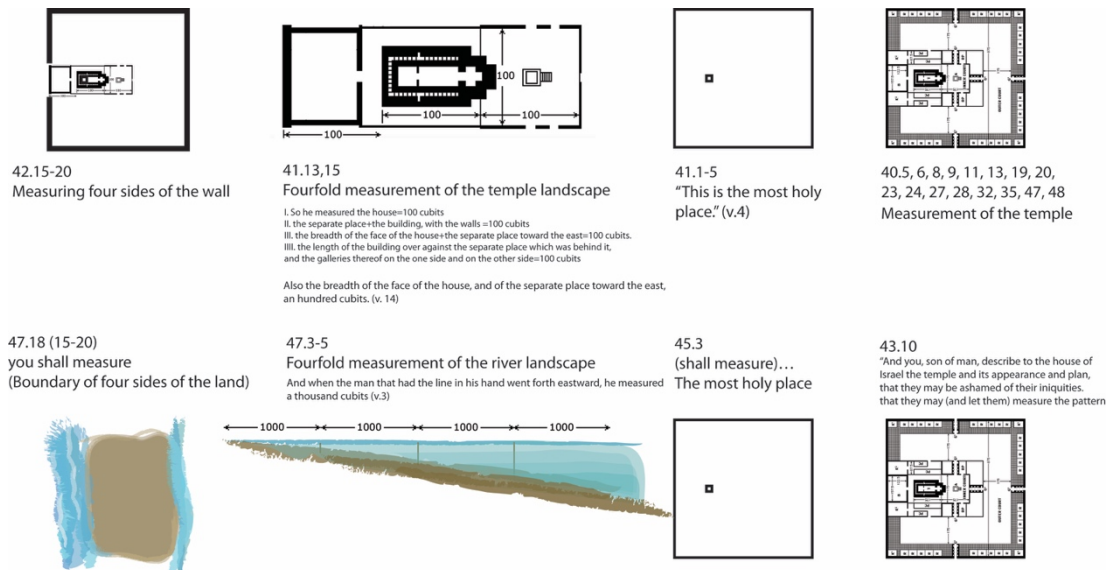 100
100
100
100
42.15-20
Measuring four sides of the wall
41.13,15
Fourfold measurement of the temple landscape
I. So he measured the house=100 cubits
II. the separate place+the building, with the walls =100 cubits
III. the breadth of the face of the house+the separate place toward the east=100 cubits.
IIII. the length of the building over against the separate place which was behind it,
and the galleries thereof on the one side and on the other side=100 cubits
Also the breadth of the face of the house, and of the separate place toward the east,
an hundred cubits. (v. 14)
41.1-5
“This is the most holy
place.” (v.4)
40.5, 6, 8, 9, 11, 13, 19, 20,
23, 24, 27, 28, 32, 35, 47, 48
Measurement of the temple
47.18 (15-20)
you shall measure
(Boundary of four sides of the land)
47.3-5
Fourfold measurement of the river landscape
And when the man that had the line in his hand went forth eastward, he measured
a thousand cubits (v.3)
1000
1000
1000
1000
45.3
(shall measure)…
The most holy place
43.10
“And you, son of man, describe to the house of
Israel the temple and its appearance and plan,
that they may be ashamed of their iniquities.
that they may (and let them) measure the pattern